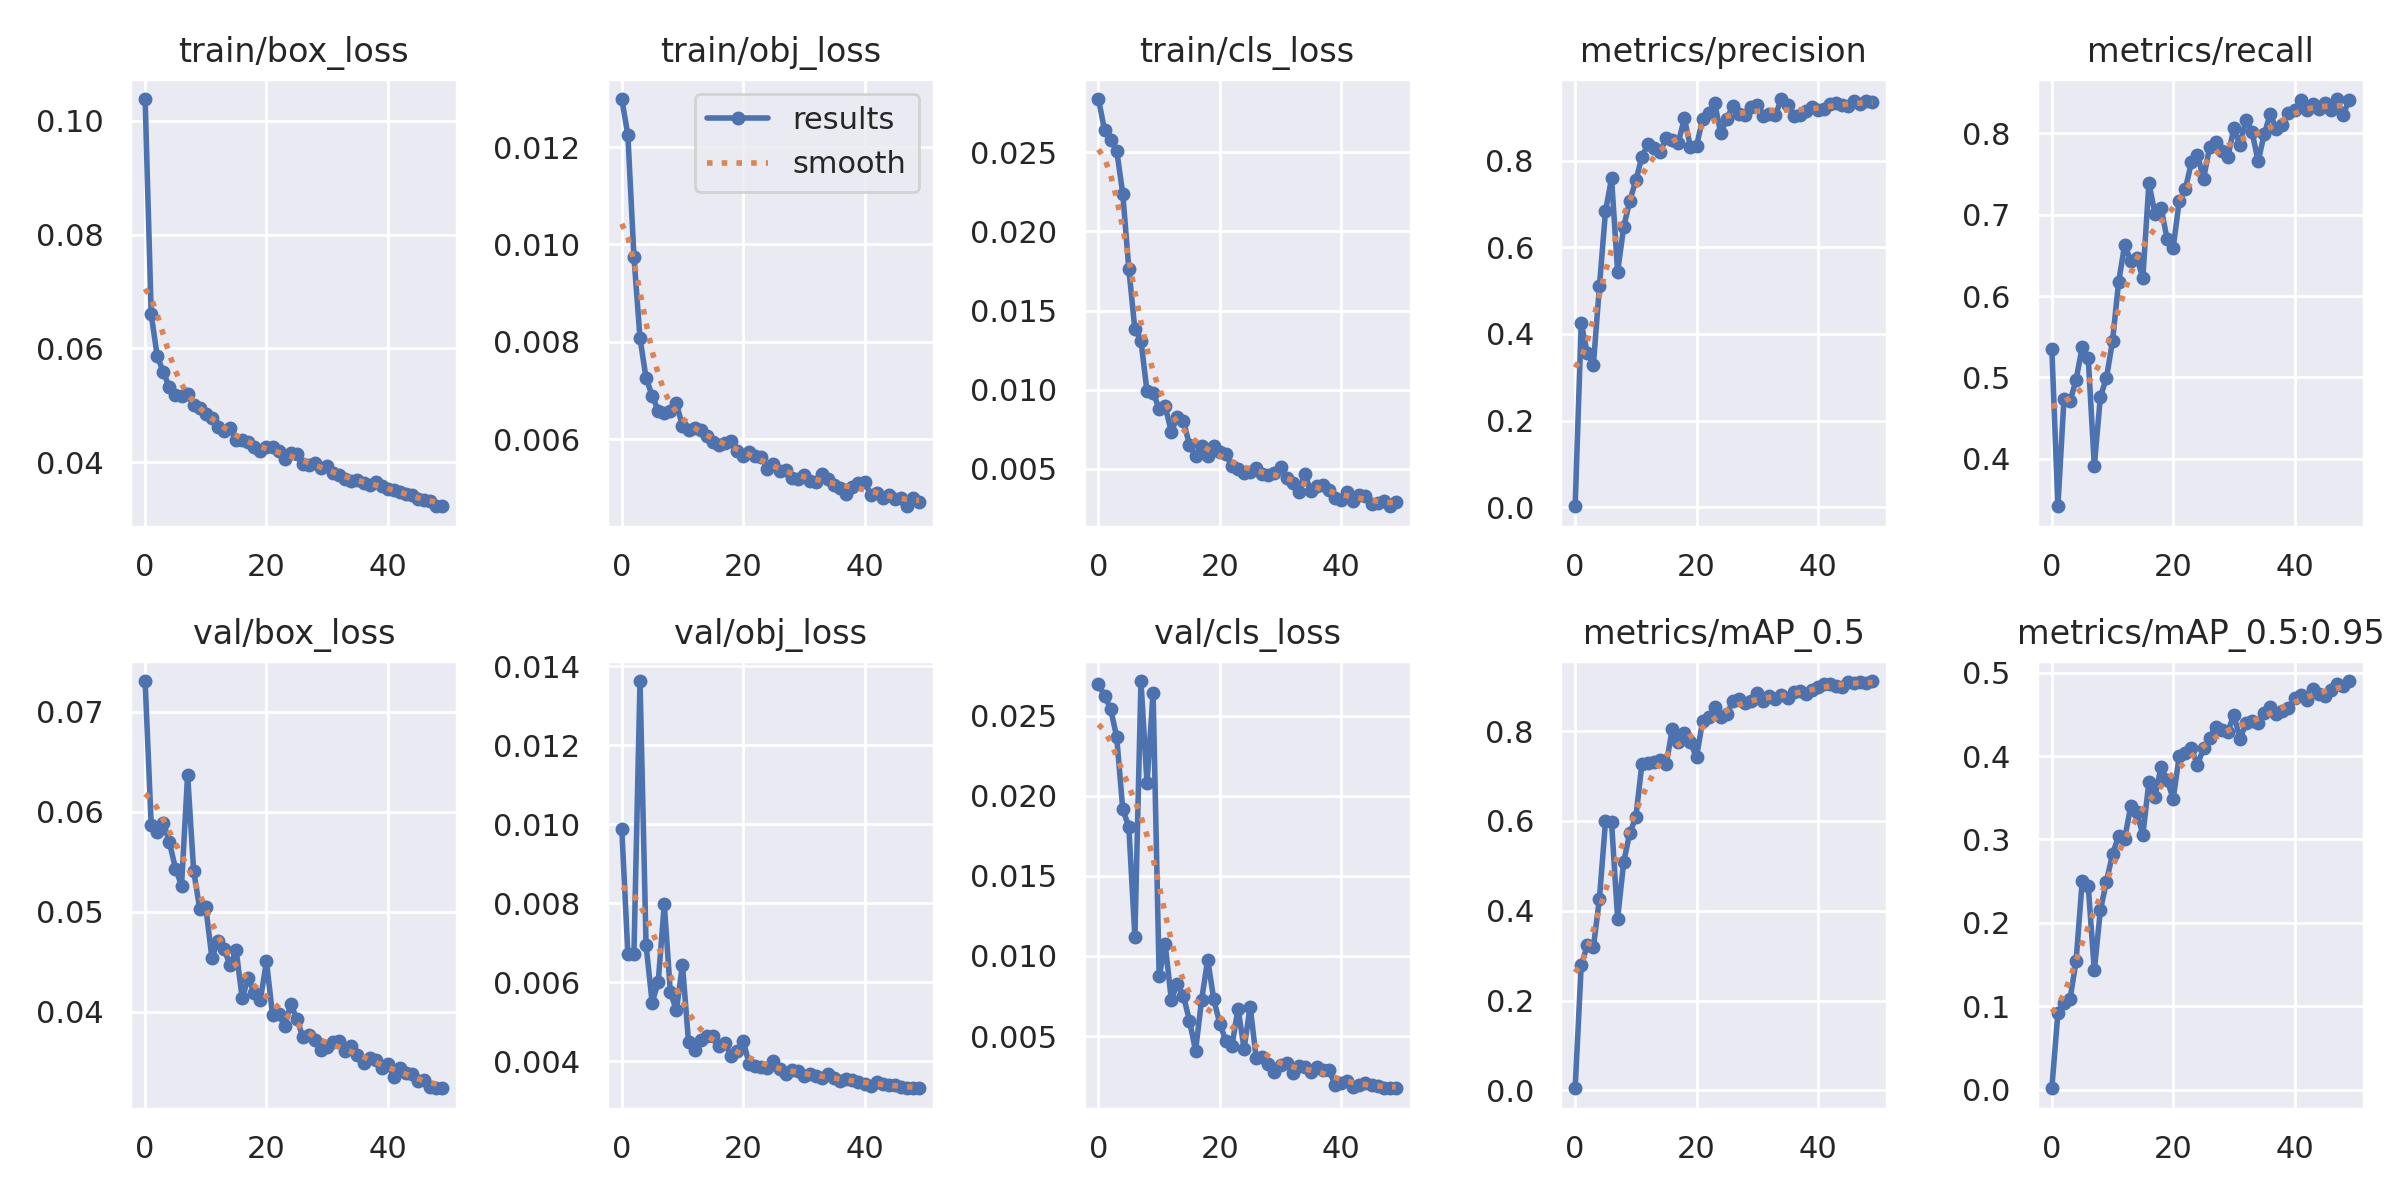 train/box_loss
train/obj_loss
train/cls_loss
metrics/precision
metrics/recall
0.10
0.08
0.06
0.04
0 20 40
results
smooth
0.012
0.010
0.008
0.006
0 20 40
0.025
0.020
0.015
0.010
0.005
0 20 40
0.8
0.6
0.4
0.2
0.0
0 20 40
0.8
0.7
0.6
0.5
0.4
0 20 40
val/box_loss
val/obj_loss
val/cls_loss
metrics/mAP_0.5
metrics/mAP_0.5:0.95
0.07
0.06
0.05
0.04
0 20 40
0.014
0.012
0.010
0.008
0.006
0.004
0 20 40
0.025
0.020
0.015
0.010
0.005
0 20 40
0.8
0.6
0.4
0.2
0.0
0 20 40
0.5
0.4
0.3
0.2
0.1
0.0
0 20 40